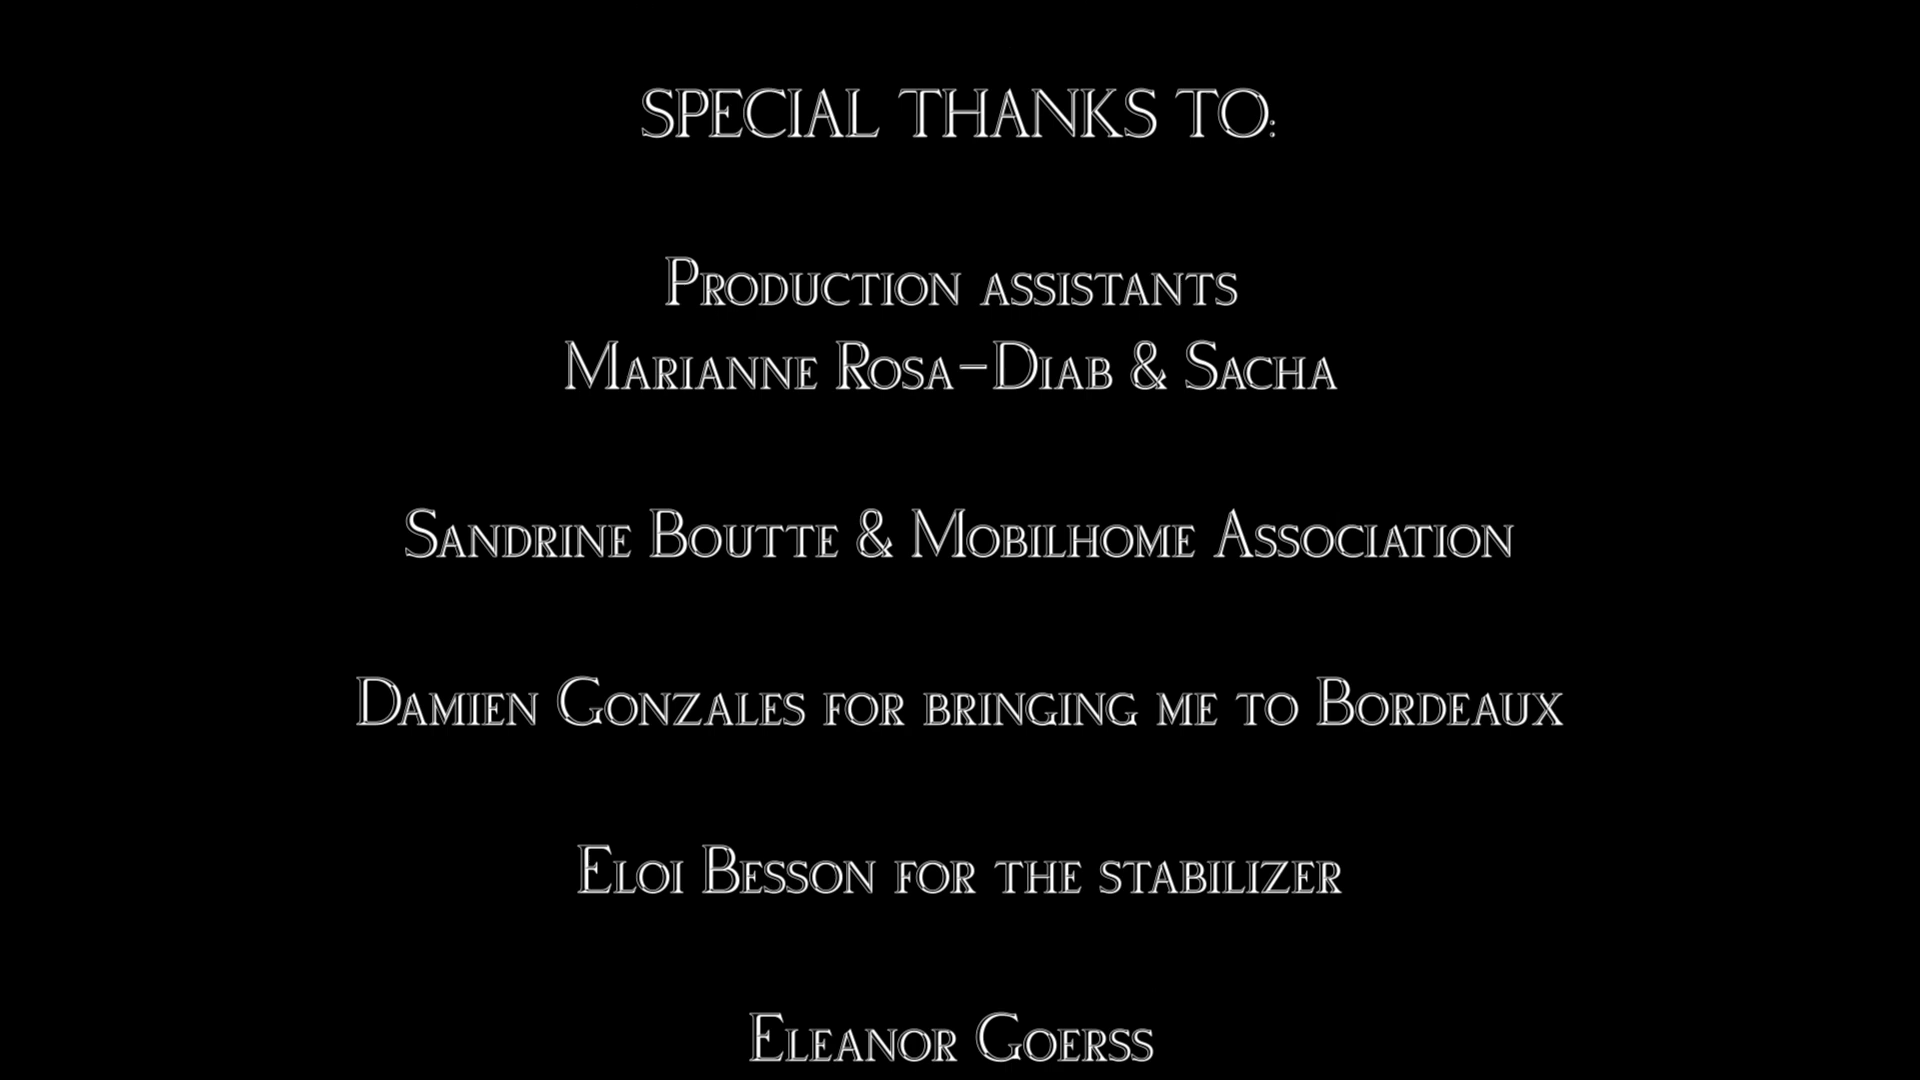 SPECIAL THANKS TO:
Production assistants
Marianne Rosa-Diab & Sacha
Sandrine Boutte & Mobilhome Association
Damien Gonzales for bringing me to Bordeaux
Eloi Besson for the stabilizer
Eleanor Goerss